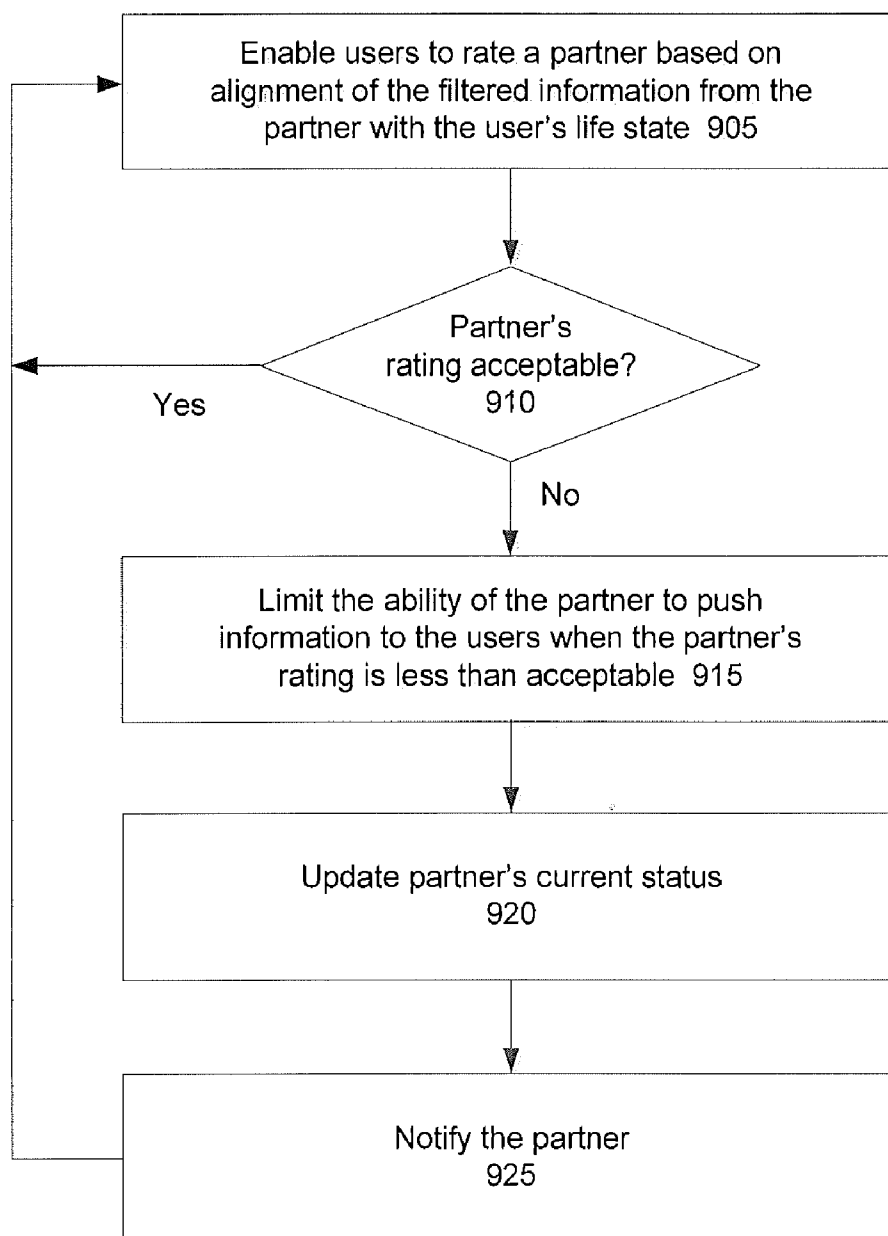 Enable users to rate a partner based on
alignment of the filtered information from the
partner with the user's life state 905
Partner's
rating acceptable?
910
Yes
No
Limit the ability of the partner to push
information to the users when the partner's
rating is less than acceptable 915
Update partner's current status
920
Notify the partner
925